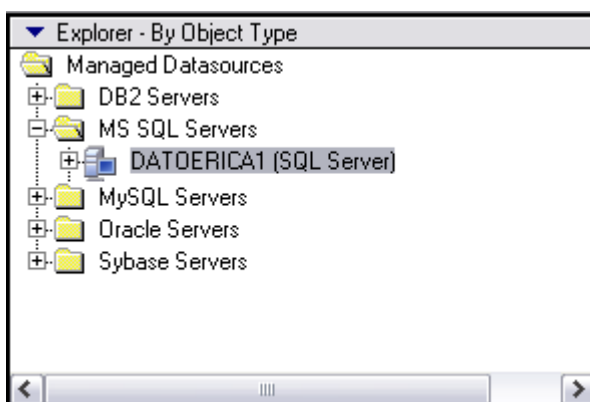 Explorer - By Object Type
Managed Datasources
DB2 Servers
MS SQL Servers
DATOERICA1 (SQL Server)
MySQL Servers
Oracle Servers
Sybase Servers